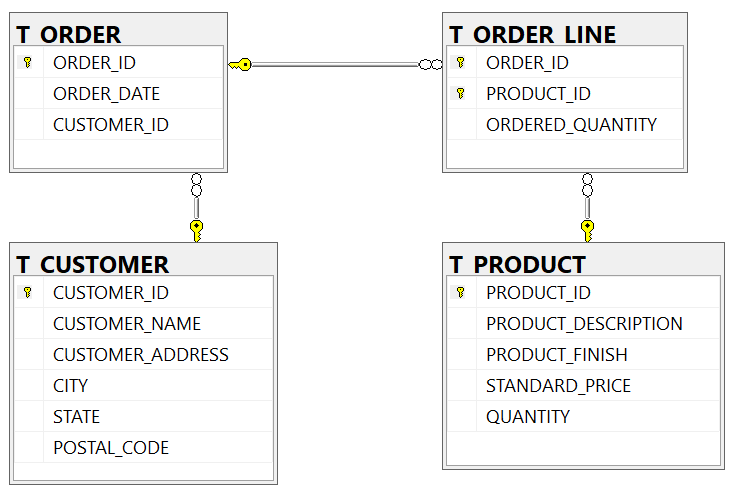 T_ORDER
ORDER_ID
ORDER_DATE
CUSTOMER_ID
T_ORDER_LINE
ORDER_ID
PRODUCT_ID
ORDERED_QUANTITY
T_CUSTOMER
CUSTOMER_ID
CUSTOMER_NAME
CUSTOMER_ADDRESS
CITY
STATE
POSTAL_CODE
T_PRODUCT
PRODUCT_ID
PRODUCT_DESCRIPTION
PRODUCT_FINISH
STANDARD_PRICE
QUANTITY